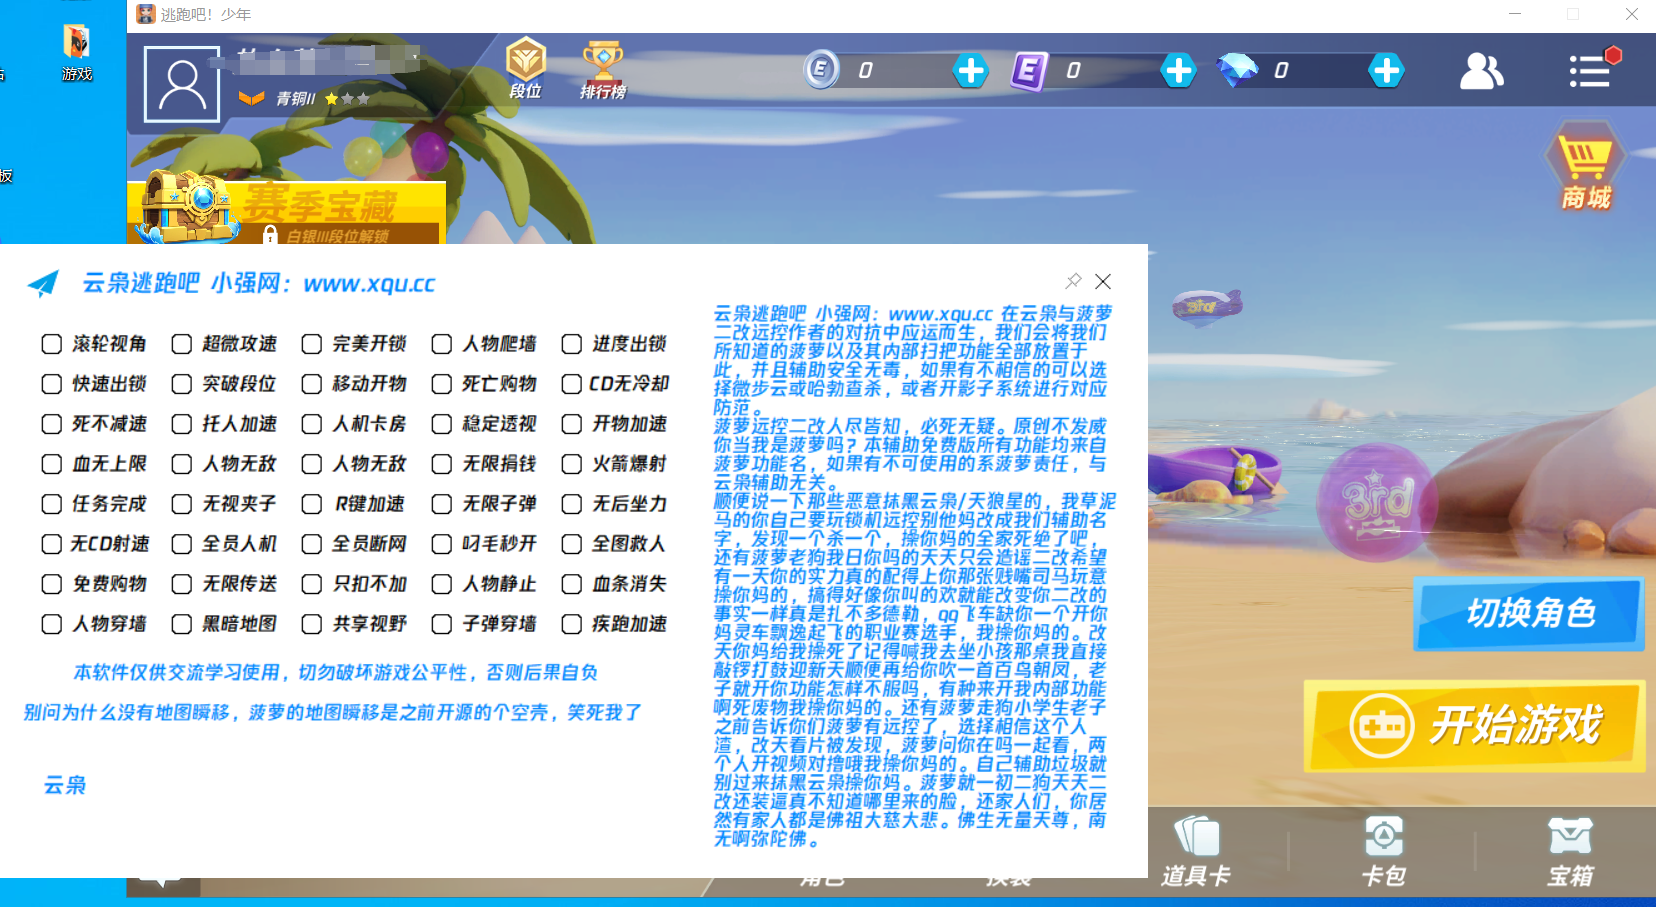 逃跑吧！少年
游戏
板
青铜II
段位
排行榜
0
0
0
商城
赛季宝藏
白银III段位解锁
云枭逃跑吧 小强网：www.xqu.cc
滚轮视角 超微攻速 完美开锁 人物爬墙 进度出锁
快速出锁 突破段位 移动开物 死亡购物 CD无冷却
死不减速 托人加速 人机卡房 稳定透视 开物加速
血无上限 人物无敌 人物无敌 无限捐钱 火箭爆射
任务完成 无视夹子 R键加速 无限子弹 无后坐力
无CD射速 全员人机 全员断网 叼毛秒开 全图救人
免费购物 无限传送 只扣不加 人物静止 血条消失
人物穿墙 黑暗地图 共享视野 子弹穿墙 疾跑加速
本软件仅供交流学习使用，切勿破坏游戏公平性，否则后果自负
别问为什么没有地图瞬移，菠萝的地图瞬移是之前开源的个空壳，笑死我了
云枭
云枭逃跑吧 小强网：www.xqu.cc 在云枭与菠萝
二改远控作者的对抗中应运而生，我们会将我们
所知道的菠萝以及其内部扫把功能全部放置于
此，并且辅助安全无毒，如果有不相信的可以选
择微步云或哈勃查杀，或者开影子系统进行对应
防范。
菠萝远控二改人尽皆知，必死无疑。原创不发威
你当我是菠萝吗？本辅助免费版所有功能均来自
菠萝功能名，如果有不可使用的系菠萝责任，与
云枭辅助无关。
顺便说一下那些恶意抹黑云枭/天狼星的，我草泥
马的你自己要玩锁机远控别他妈改成我们辅助名
字，发现一个杀一个，操你妈的全家死绝了吧，
还有菠萝老狗我日你妈的天天只会造谣二改希望
有一天你的实力真的配得上你那张贱嘴司马玩意
操你妈的，搞得好像你叫的欢就能改变你二改的
事实一样真是扎不多德勒，qq飞车缺你一个开你
妈灵车飘逸起飞的职业赛选手，我操你妈的。改
天你妈给我操死了记得喊我去坐小孩那桌我直接
敲锣打鼓迎新天顺便再给你吹一首百鸟朝凤，老
子就开你功能怎样不服吗，有种来开我内部功能
啊死废物我操你妈的。还有菠萝走狗小学生老子
之前告诉你们菠萝有远控了，选择相信这个人
渣，改天看片被发现，菠萝问你在吗一起看，两
个人开视频对撸哦我操你妈的。自己辅助垃圾就
别过来抹黑云枭操你妈。菠萝就一初二狗天天二
改还装逼真不知道哪里来的脸，还家人们，你居
然有家人都是佛祖大慈大悲。佛生无量天尊，南
无啊弥陀佛。
3rd
3rd
切换角色
开始游戏
道具卡
卡包
宝箱